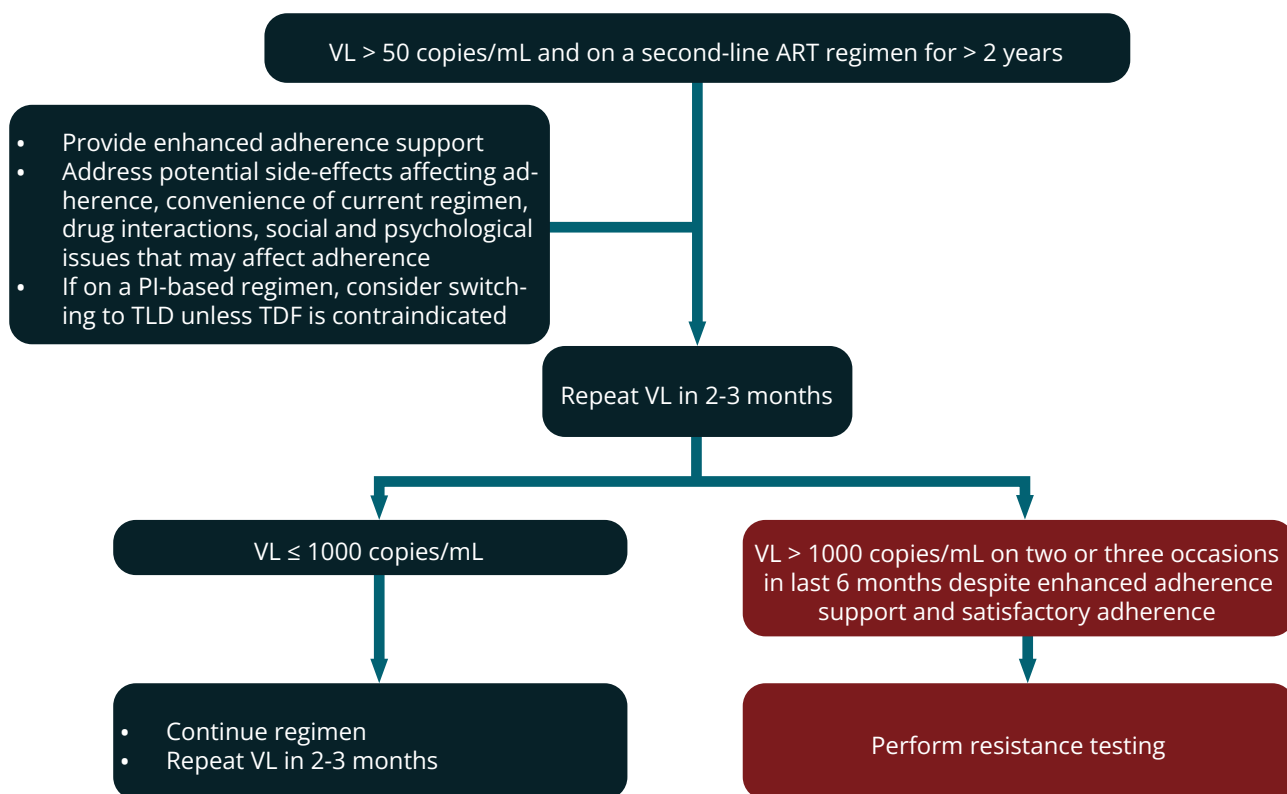 VL > 50 copies/mL and on a second-line ART regimen for > 2 years
• Provide enhanced adherence support
• Address potential side-effects affecting ad-
herence, convenience of current regimen,
drug interactions, social and psychological
issues that may affect adherence
• If on a PI-based regimen, consider switch-
ing to TLD unless TDF is contraindicated
Repeat VL in 2-3 months
VL ≤ 1000 copies/mL
VL > 1000 copies/mL on two or three occasions
in last 6 months despite enhanced adherence
support and satisfactory adherence
• Continue regimen
• Repeat VL in 2-3 months
Perform resistance testing